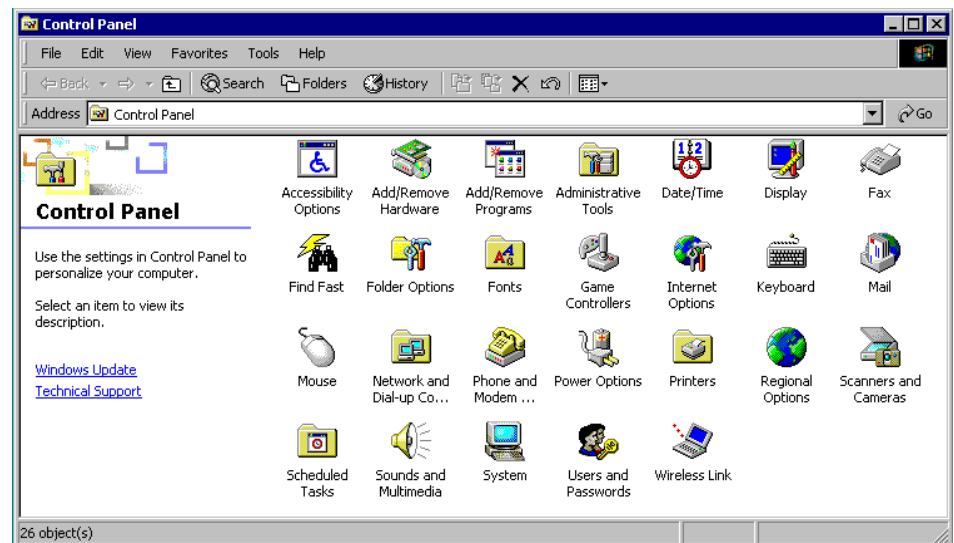 Control Panel
File Edit View Favorites Tools Help
Back Search Folders History
Address Control Panel Go
Control Panel
Use the settings in Control Panel to
personalize your computer.
Select an item to view its
description.
Windows Update
Technical Support
Accessibility
Options
Add/Remove
Hardware
Add/Remove
Programs
Administrative
Tools
Date/Time
Display
Fax
Find Fast
Folder Options
Fonts
Game
Controllers
Internet
Options
Keyboard
Mail
Mouse
Network and
Dial-up Co...
Phone and
Modem ...
Power Options
Printers
Regional
Options
Scanners and
Cameras
Scheduled
Tasks
Sounds and
Multimedia
System
Users and
Passwords
Wireless Link
26 object(s)